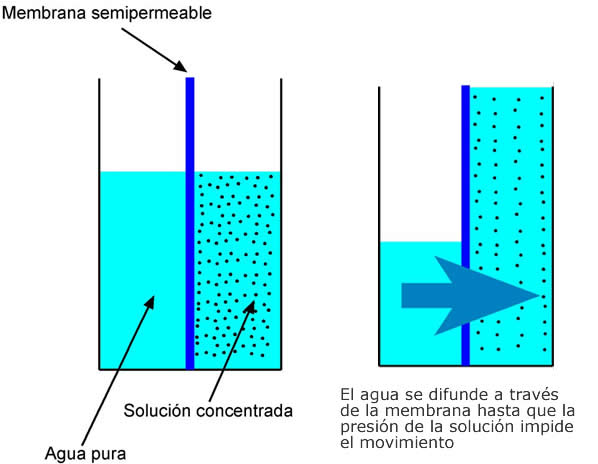 Membrana semipermeable
Solución concentrada
Agua pura
El agua se difunde a través
de la membrana hasta que la
presión de la solución impide
el movimiento